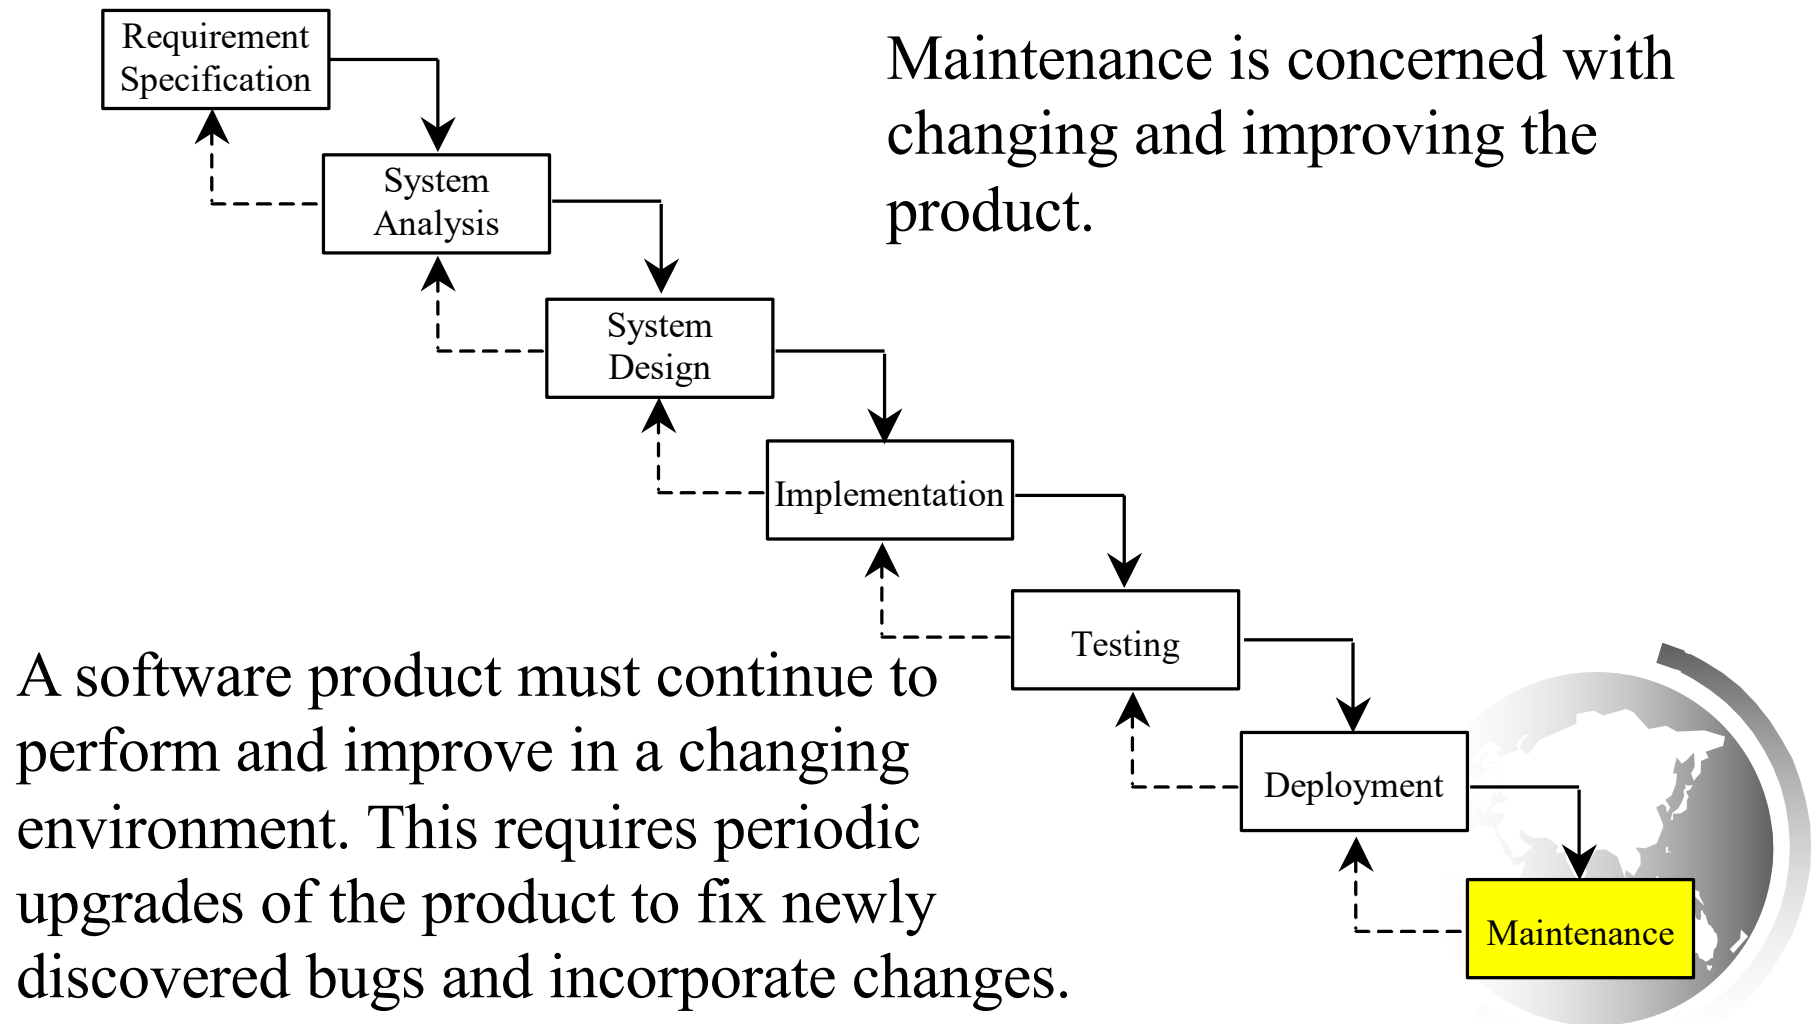 Requirement
Specification
Maintenance is concerned with
changing and improving the
product.
System
Analysis
System
Design
Implementation
Testing
A software product must continue to
perform and improve in a changing
environment. This requires periodic
upgrades of the product to fix newly
discovered bugs and incorporate changes.
Deployment
Maintenance